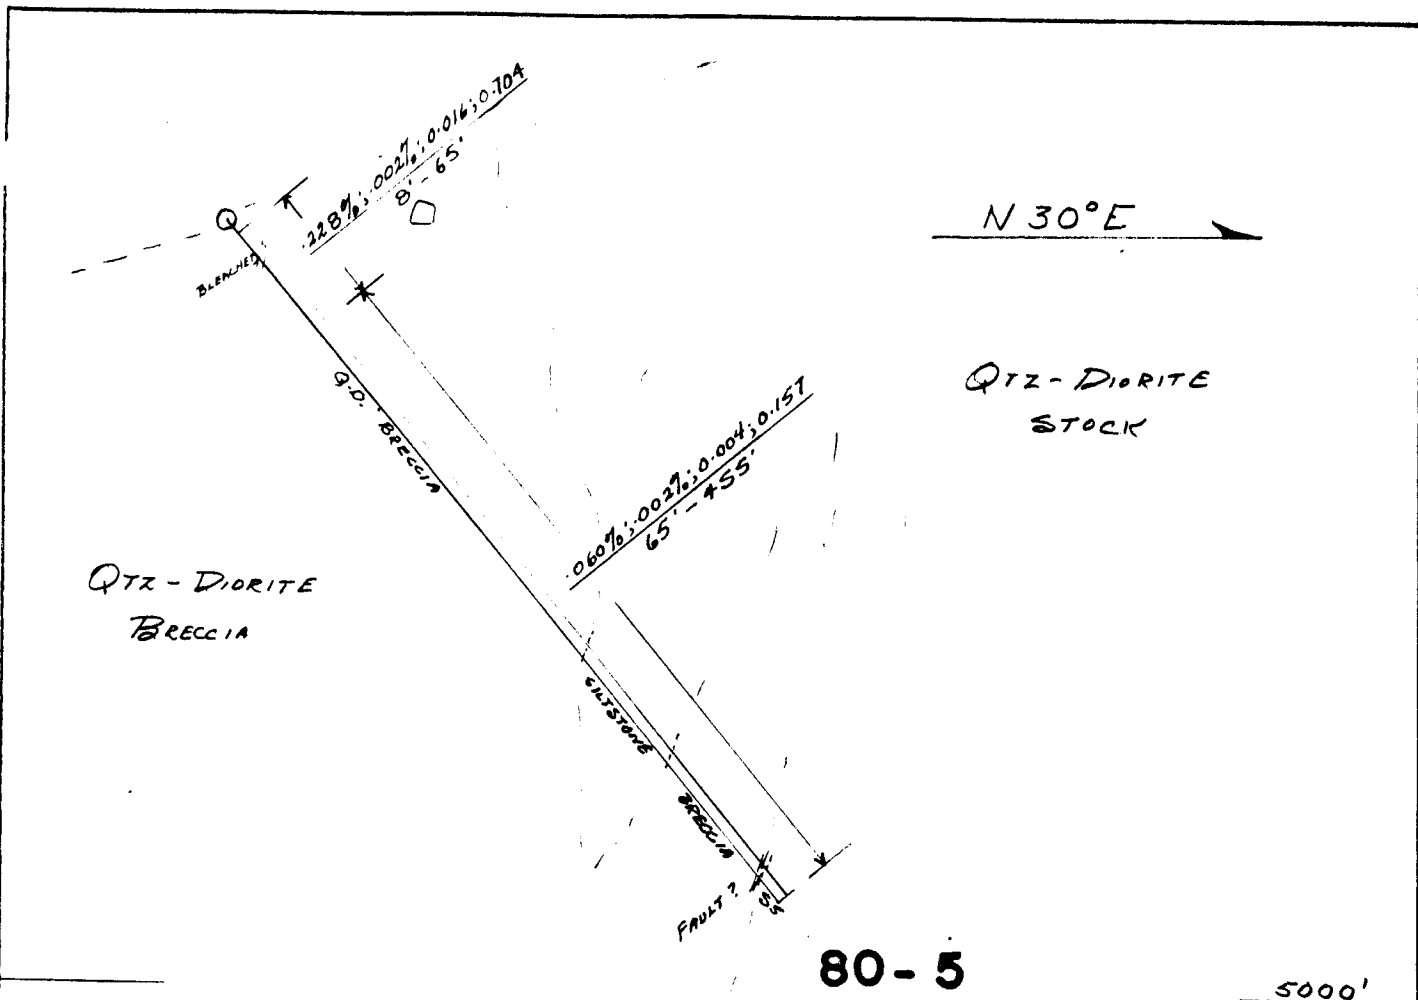 .228%; .002%; 0.016; 0.704
8' - 65'
N 30°E
BLEACHED
QTZ - DIORITE
STOCK
Q.D. BRECCIA
.060%; .002%; 0.004; 0.157
65' - 455'
QTZ - DIORITE
BRECCIA
SILTSTONE BRECCIA
FAULT ?
SS
80 - 5
5000'